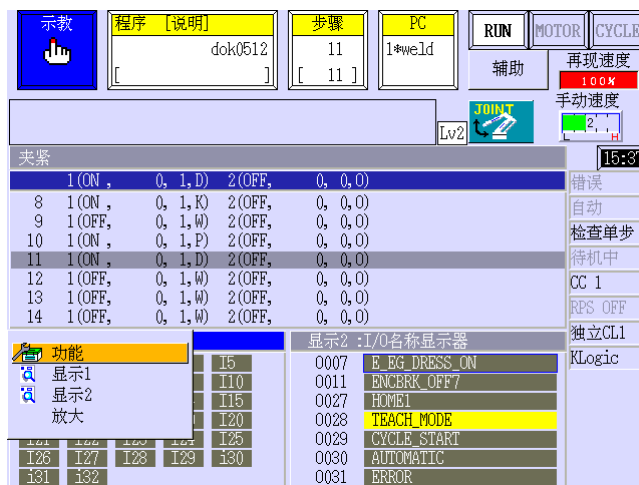 示教
程序 [说明]
步骤
PC
RUN
MOTOR
CYCLE
dok0512
11
1*weld
[ ]
[ 11 ]
辅助
再现速度
100%
手动速度
2
L H
Lv2
JOINT
夹紧
15:37
1(ON , 0, 1,D) 2(OFF, 0, 0,O)
8 1(ON , 0, 1,K) 2(OFF, 0, 0,O)
9 1(OFF, 0, 1,W) 2(OFF, 0, 0,O)
10 1(ON , 0, 1,P) 2(OFF, 0, 0,O)
11 1(ON , 0, 1,D) 2(OFF, 0, 0,O)
12 1(OFF, 0, 1,W) 2(OFF, 0, 0,O)
13 1(OFF, 0, 1,W) 2(OFF, 0, 0,O)
14 1(OFF, 0, 1,W) 2(OFF, 0, 0,O)
错误
自动
检查单步
待机中
CC 1
RPS OFF
独立CL1
KLogic
功能
显示1
显示2
放大
I5
I10
I15
I20
I21 I22 I23 I24 I25
I26 I27 I28 I29 i30
i31 i32
显示2 :I/O名称显示器
0007 E_EG_DRESS_ON
0011 ENCBRK_OFF7
0027 HOME1
0028 TEACH_MODE
0029 CYCLE_START
0030 AUTOMATIC
0031 ERROR